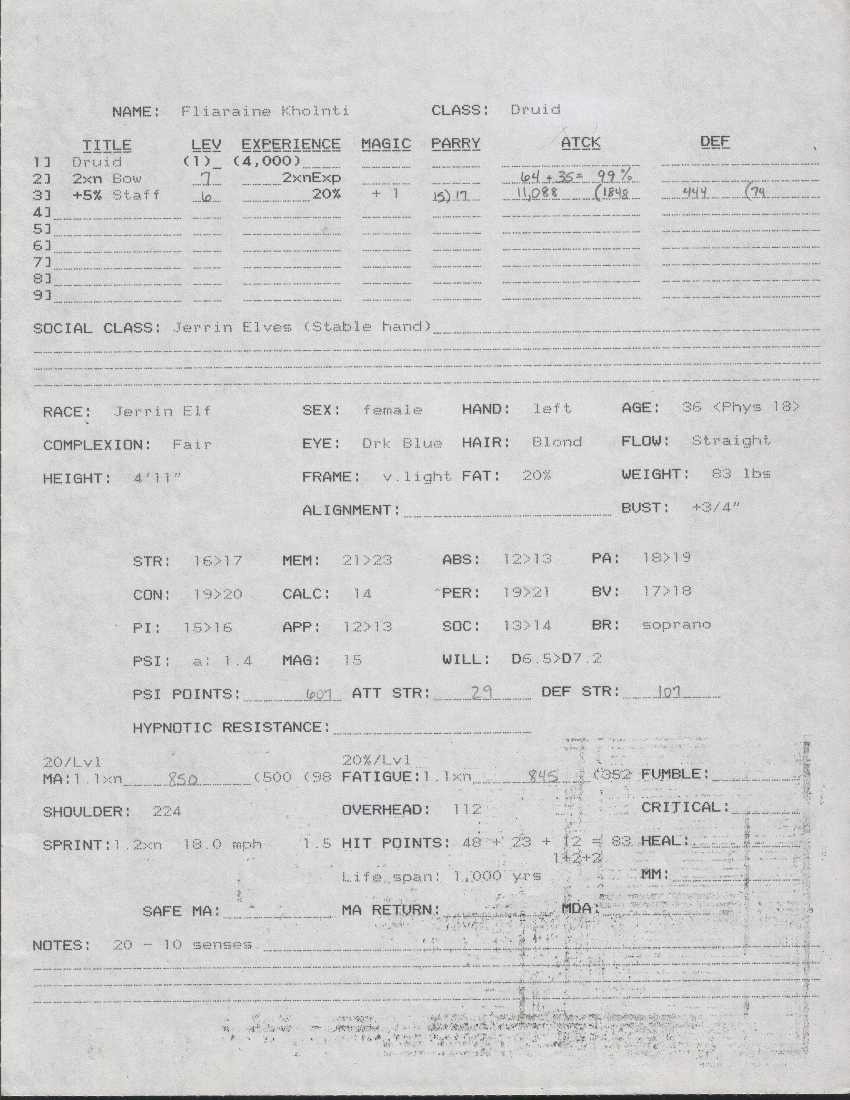 NAME: Fliaraine Kholnti CLASS: Druid
TITLE LEV EXPERIENCE MAGIC PARRY ATCK DEF
1] Druid (1) (4,000)
2] 2xn Bow 7 2xnExp 64 + 35= 99%
3] +5% Staff 6 20% + 1 15) 17 11,088 (1848 444 (74
4]
5]
6]
7]
8]
9]
SOCIAL CLASS: Jerrin Elves (Stable hand)
RACE: Jerrin Elf SEX: female HAND: left AGE: 36 <Phys 18>
COMPLEXION: Fair EYE: Drk Blue HAIR: Blond FLOW: Straight
HEIGHT: 4'11" FRAME: v.light FAT: 20% WEIGHT: 83 lbs
ALIGNMENT: BUST: +3/4"
STR: 16>17 MEM: 21>23 ABS: 12>13 PA: 18>19
CON: 19>20 CALC: 14 PER: 19>21 BV: 17>18
PI: 15>16 APP: 12>13 SOC: 13>14 BR: soprano
PSI: a: 1.4 MAG: 15 WILL: D6.5>D7.2
PSI POINTS: 607 ATT STR: 29 DEF STR: 107
HYPNOTIC RESISTANCE:
20/Lvl 20%/Lvl
MA:1.1xn 850 (500 (98 FATIGUE:1.1xn 845 (352 FUMBLE:
SHOULDER: 224 OVERHEAD: 112 CRITICAL:
SPRINT:1.2xn 18.0 mph 1.5 HIT POINTS: 48 + 23 + 12 = 83 HEAL:
1+2+2
Life span: 1,000 yrs MM:
SAFE MA: MA RETURN: MDA:
NOTES: 20 - 10 senses